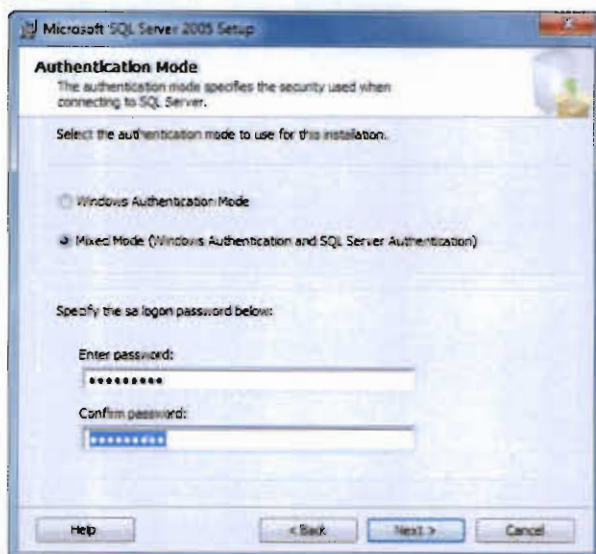 Microsoft SQL Server 2005 Setup
Authentication Mode
The authentication mode specifies the security used when
connecting to SQL Server.
Select the authentication mode to use for this installation.
Windows Authentication Mode
Mixed Mode (Windows Authentication and SQL Server Authentication)
Specify the sa logon password below:
Enter password:
•••••••••
Confirm password:
•••••••••
Help
< Back
Next >
Cancel